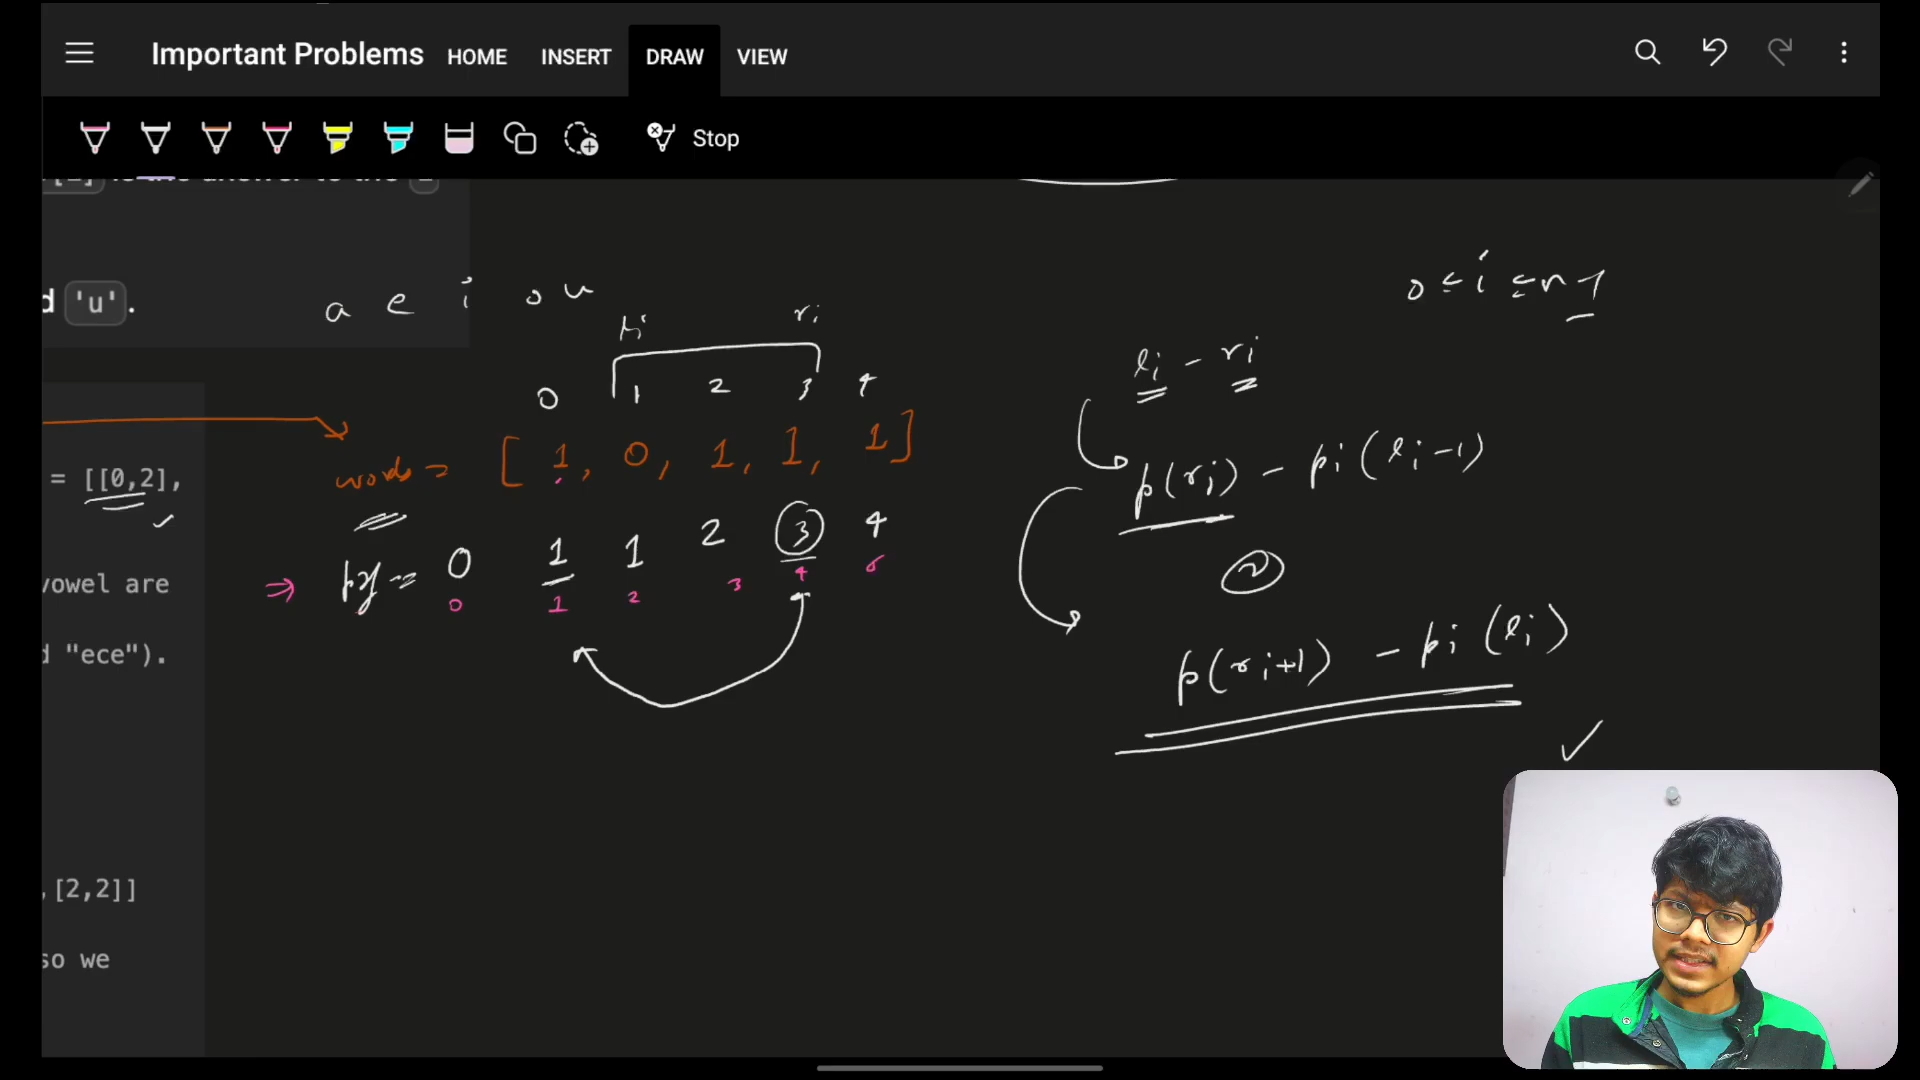 Important Problems HOME INSERT DRAW VIEW
Stop
d 'u'.
a e i o u
0 ≤ i ≤ n-1
li ri
li - ri
0 1 2 3 4
words = [1, 0, 1, 1, 1]
p(ri) - pi(li-1)
= [[0,2],
0 1 1 2 3 4
0 1 2 3 4 5
vowel are
d "ece").
p(ri+1) - pi(li)
,[2,2]]
so we